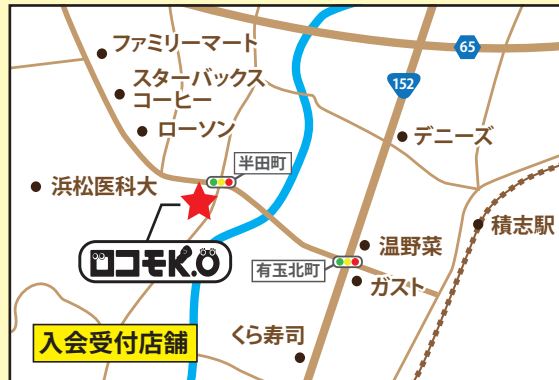 ファミリーマート
65
スターバックス
コーヒー
152
ローソン
デニーズ
半田町
浜松医科大
積志駅
ロコモK.O
温野菜
有玉北町
ガスト
入会受付店舗
くら寿司